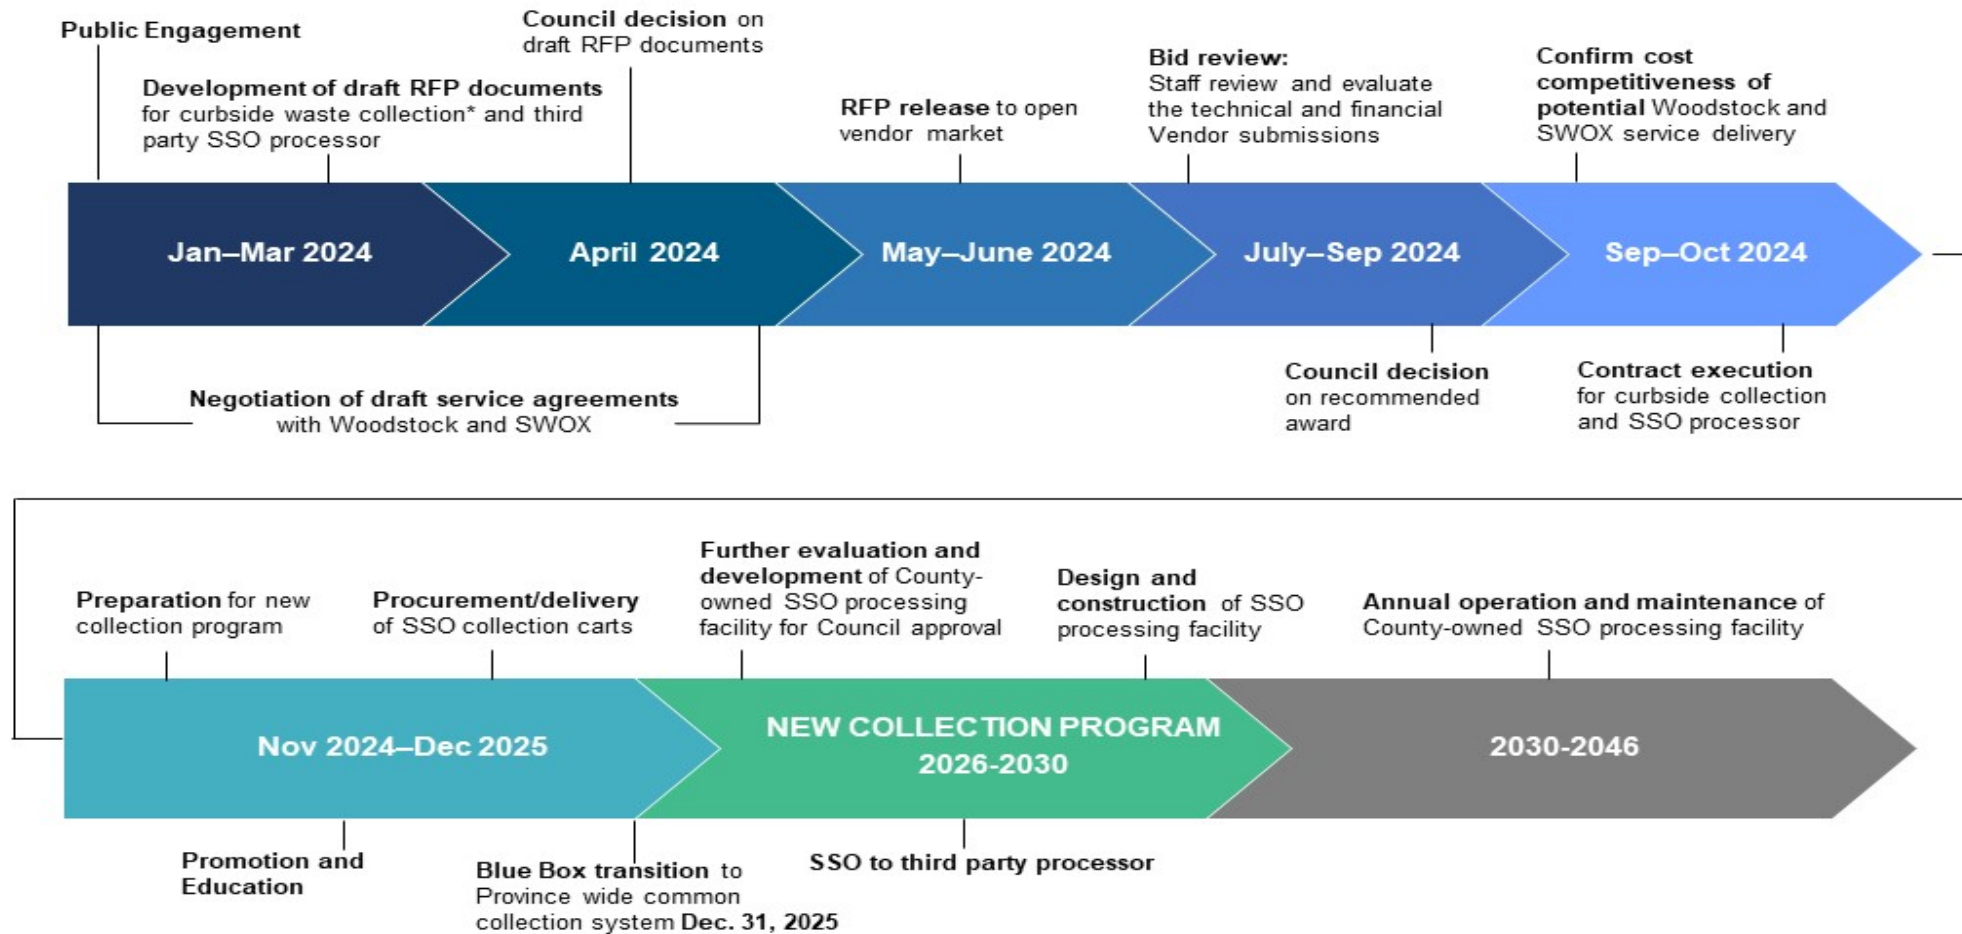 Public Engagement
Development of draft RFP documents
for curbside waste collection* and third
party SSO processor
Council decision on
draft RFP documents
RFP release to open
vendor market
Bid review:
Staff review and evaluate
the technical and financial
Vendor submissions
Confirm cost
competitiveness of
potential Woodstock and
SWOX service delivery
Jan–Mar 2024
April 2024
May–June 2024
July–Sep 2024
Sep–Oct 2024
Negotiation of draft service agreements
with Woodstock and SWOX
Council decision
on recommended
award
Contract execution
for curbside collection
and SSO processor
Preparation for new
collection program
Procurement/delivery
of SSO collection carts
Further evaluation and
development of County-
owned SSO processing
facility for Council approval
Design and
construction of SSO
processing facility
Annual operation and maintenance of
County-owned SSO processing facility
Nov 2024–Dec 2025
NEW COLLECTION PROGRAM
2026-2030
2030-2046
Promotion and
Education
Blue Box transition to
Province wide common
collection system Dec. 31, 2025
SSO to third party processor